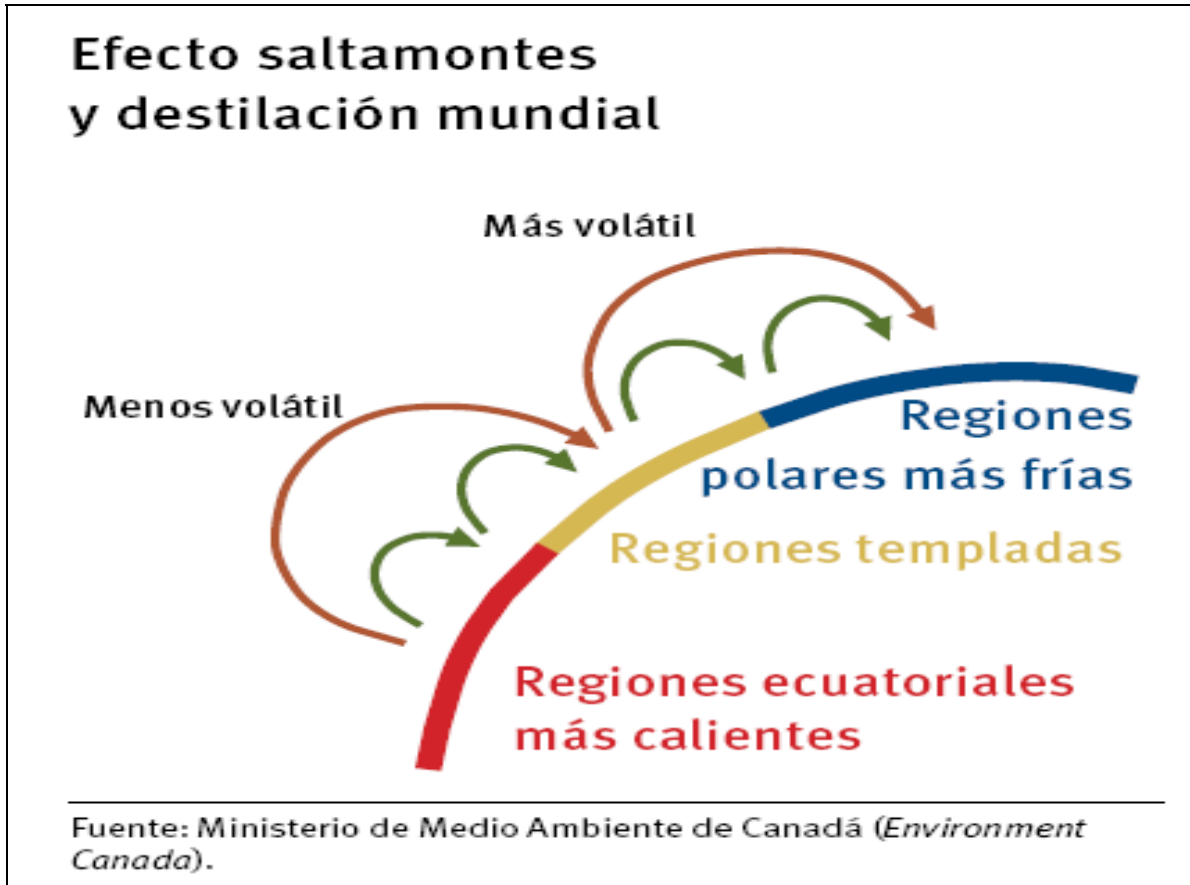 Efecto saltamontes
y destilación mundial
Más volátil
Menos volátil
Regiones
polares más frías
Regiones templadas
Regiones ecuatoriales
más calientes
Fuente: Ministerio de Medio Ambiente de Canadá (Environment
Canada).